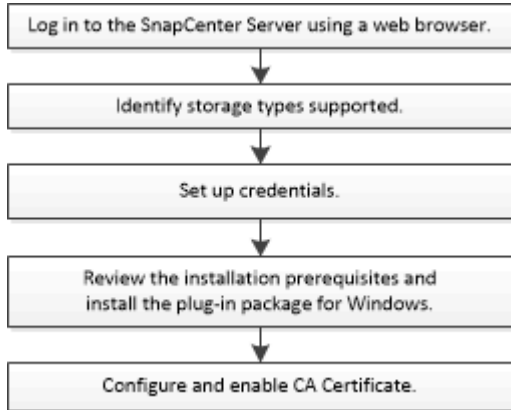 Log in to the SnapCenter Server using a web browser.
Identify storage types supported.
Set up credentials.
Review the installation prerequisites and
install the plug-in package for Windows.
Configure and enable CA Certificate.